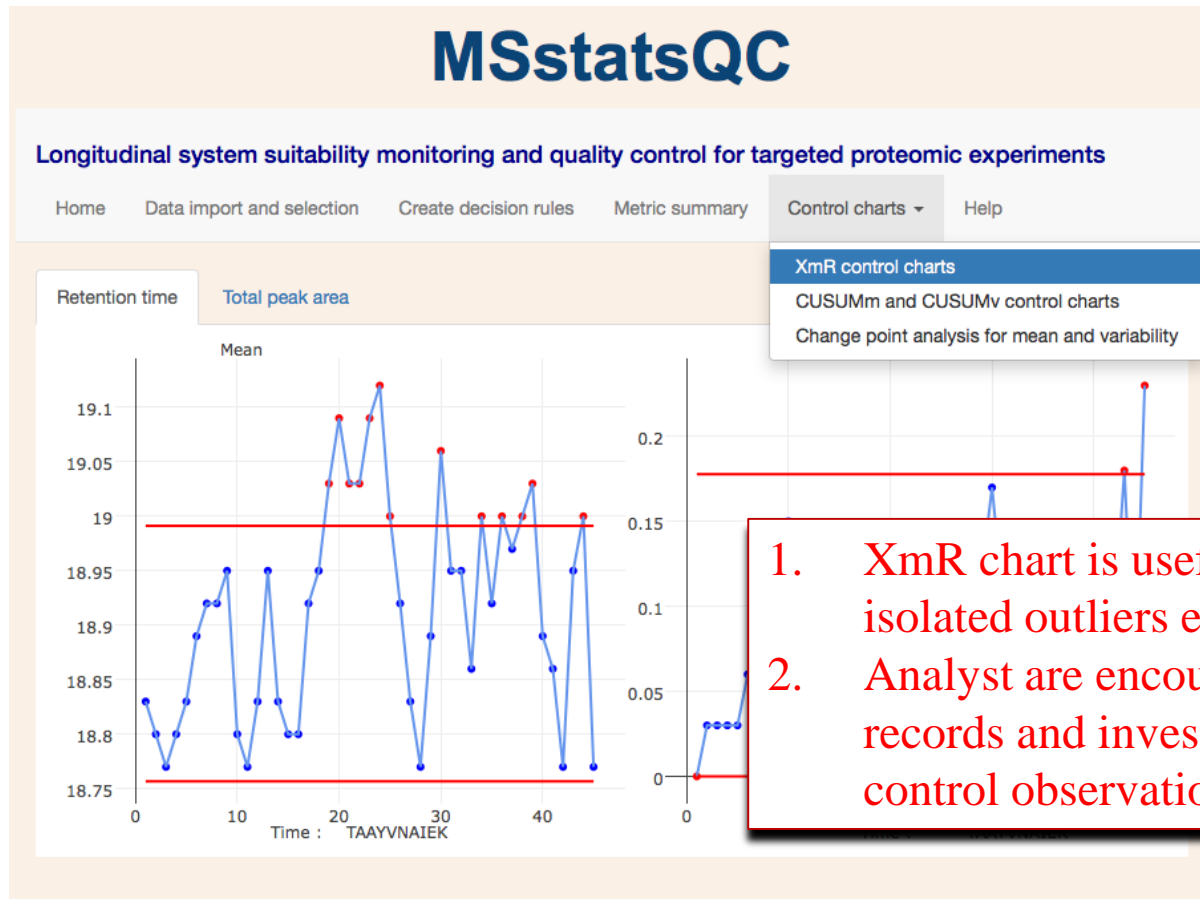 MSstatsQC
Longitudinal system suitability monitoring and quality control for targeted proteomic experiments
Home Data import and selection Create decision rules Metric summary Control charts Help
XmR control charts
CUSUMm and CUSUMv control charts
Change point analysis for mean and variability
Retention time Total peak area
Mean
19.1
19.05
19
18.95
18.9
18.85
18.8
18.75
0 10 20 30 40
Time : TAAYVNAIEK
0.2
0.15
0.1
0.05
0
0
1. XmR chart is
isolated outliers
2. Analyst are
records and
control